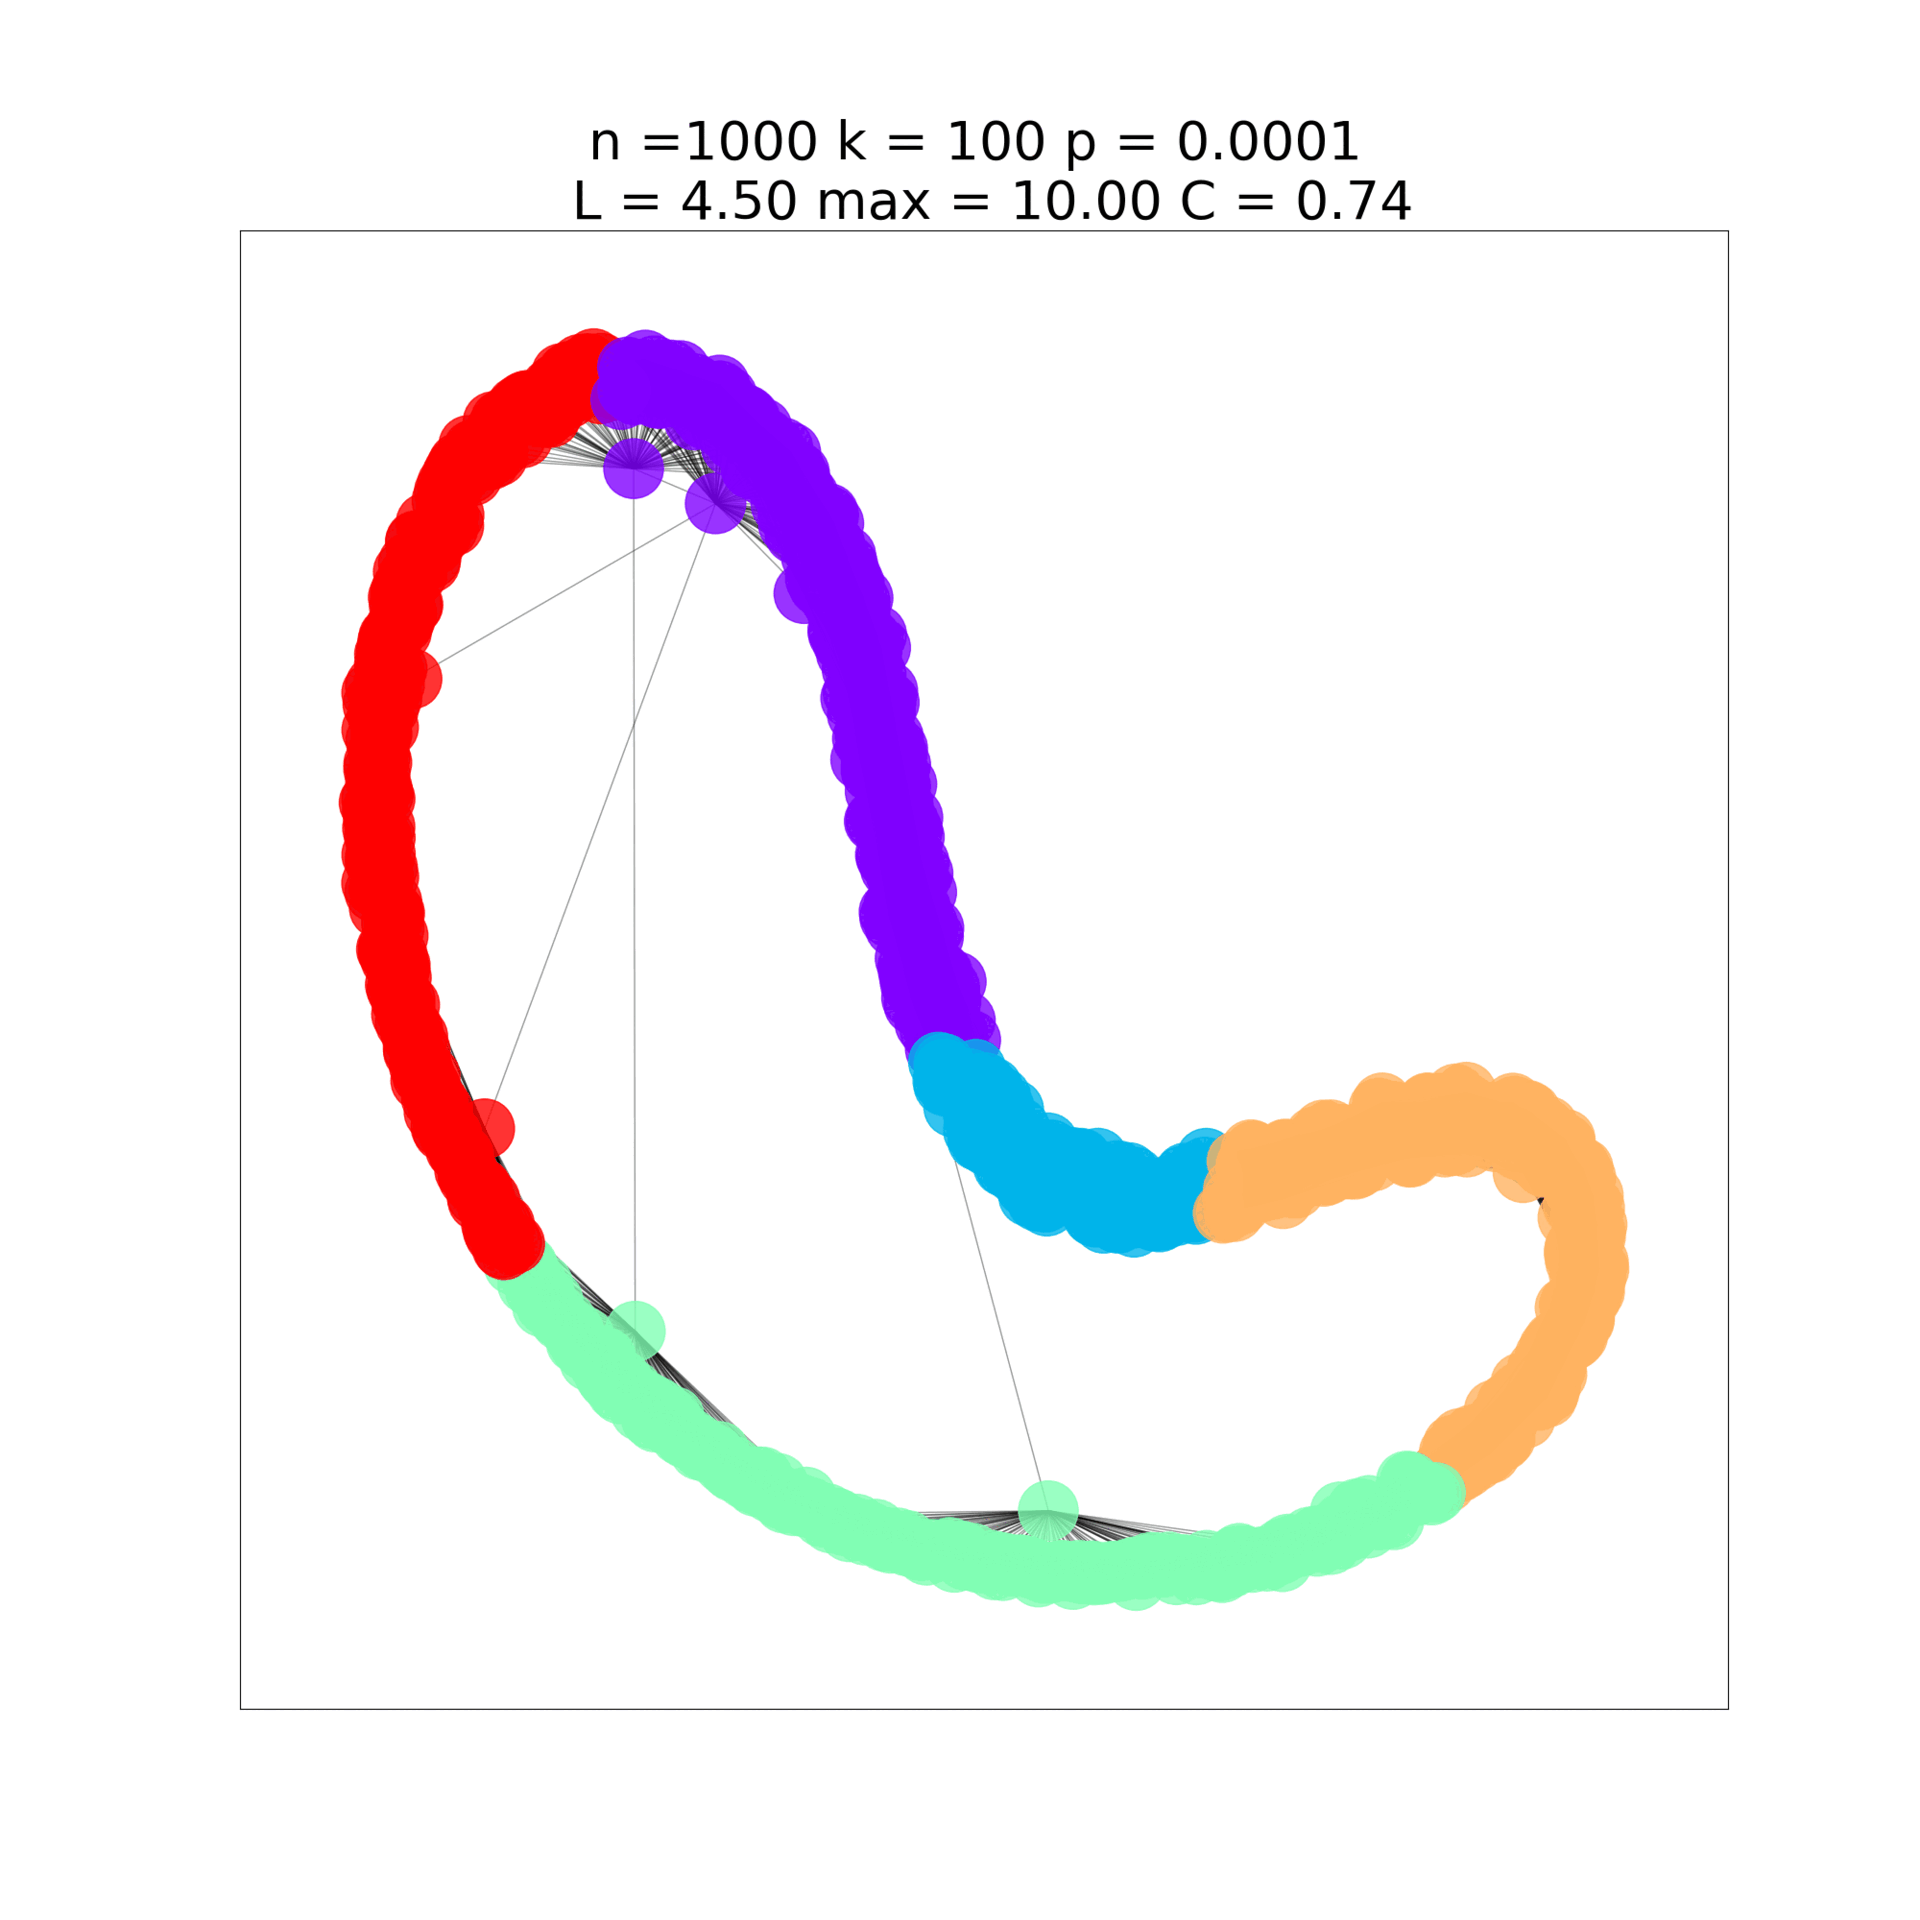 n =1000 k = 100 p = 0.0001
L = 4.50 max = 10.00 C = 0.74